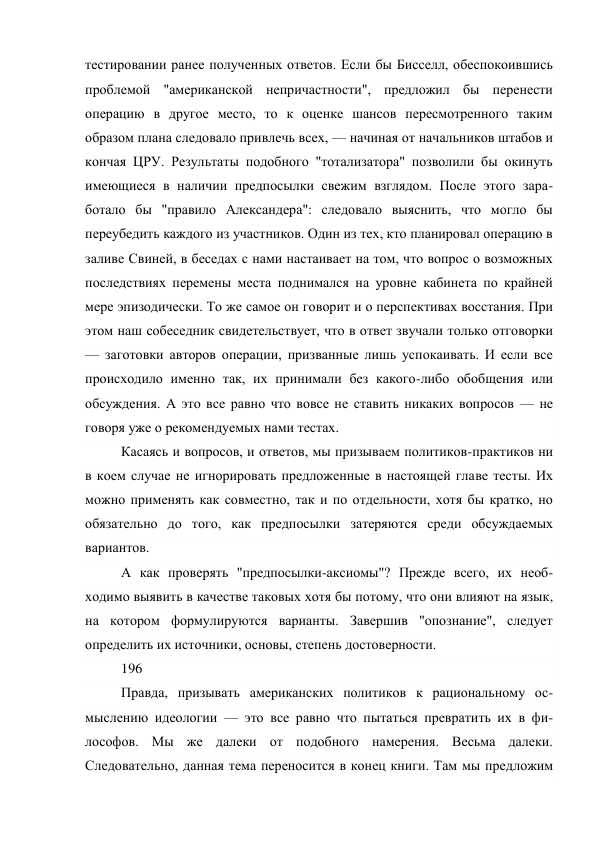 тестировании ранее полученных ответов. Если бы Бисселл, обеспокоившись
проблемой "американской непричастности", предложил бы перенести
операцию в другое место, то к оценке шансов пересмотренного таким
образом плана следовало привлечь всех, — начиная от начальников штабов и
кончая ЦРУ. Результаты подобного "тотализатора" позволили бы окинуть
имеющиеся в наличии предпосылки свежим взглядом. После этого зара-
ботало бы "правило Александера": следовало выяснить, что могло бы
переубедить каждого из участников. Один из тех, кто планировал операцию в
заливе Свиней, в беседах с нами настаивает на том, что вопрос о возможных
последствиях перемены места поднимался на уровне кабинета по крайней
мере эпизодически. То же самое он говорит и о перспективах восстания. При
этом наш собеседник свидетельствует, что в ответ звучали только отговорки
— заготовки авторов операции, призванные лишь успокаивать. И если все
происходило именно так, их принимали без какого-либо обобщения или
обсуждения. А это все равно что вовсе не ставить никаких вопросов — не
говоря уже о рекомендуемых нами тестах.
Касаясь и вопросов, и ответов, мы призываем политиков-практиков ни
в коем случае не игнорировать предложенные в настоящей главе тесты. Их
можно применять как совместно, так и по отдельности, хотя бы кратко, но
обязательно до того, как предпосылки затеряются среди обсуждаемых
вариантов.
А как проверять "предпосылки-аксиомы"? Прежде всего, их необ-
ходимо выявить в качестве таковых хотя бы потому, что они влияют на язык,
на котором формулируются варианты. Завершив "опознание", следует
определить их источники, основы, степень достоверности.
196
Правда, призывать американских политиков к рациональному ос-
мыслению идеологии — это все равно что пытаться превратить их в фи-
лософов. Мы же далеки от подобного намерения. Весьма далеки.
Следовательно, данная тема переносится в конец книги. Там мы предложим